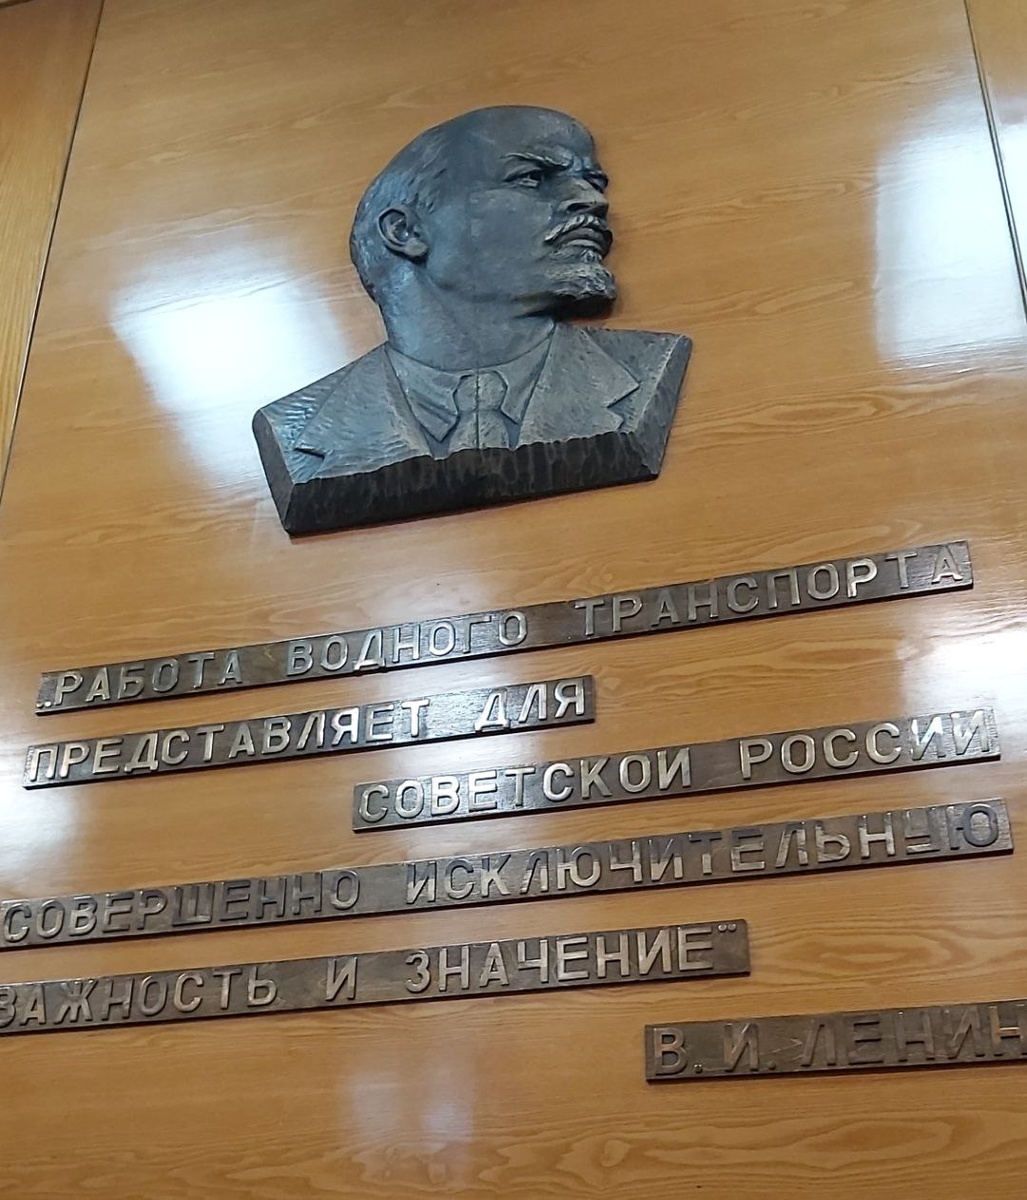 „РАБОТА ВОДНОГО ТРАНСПОРТА
ПРЕДСТАВЛЯЕТ ДЛЯ
СОВЕТСКОЙ РОССИИ
СОВЕРШЕННО ИСКЛЮЧИТЕЛЬНУЮ
ВАЖНОСТЬ И ЗНАЧЕНИЕ"
В. И. ЛЕНИН